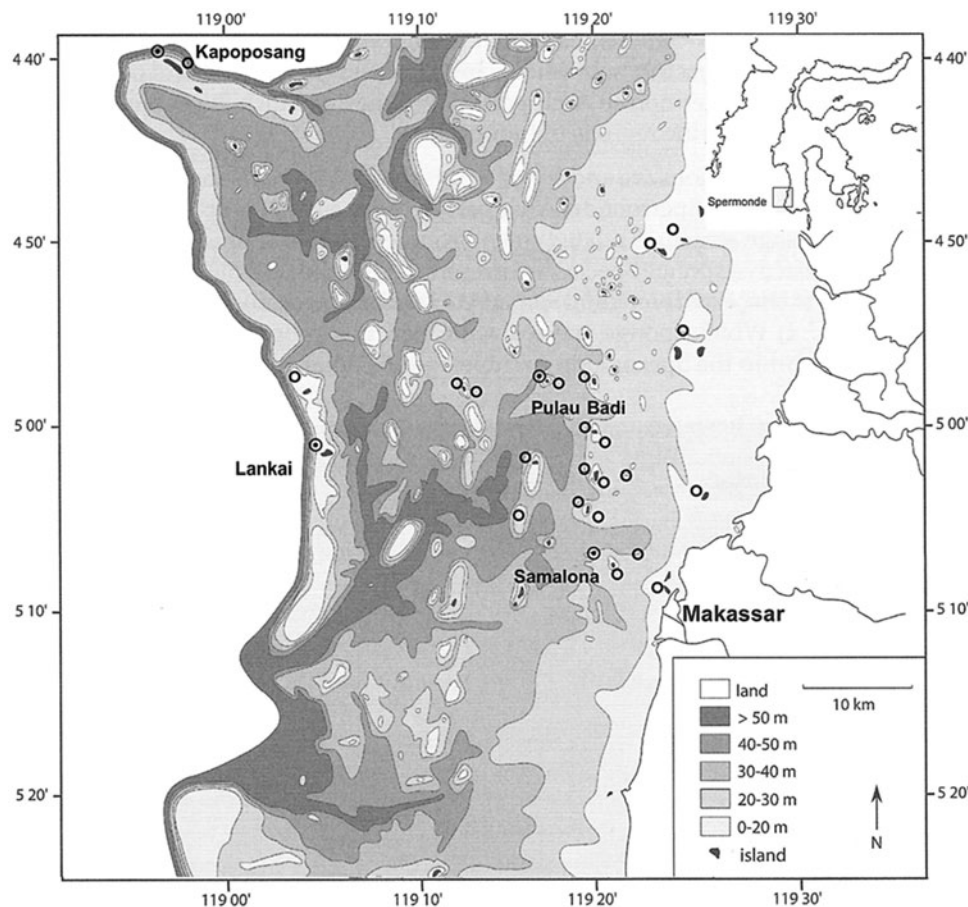 119 00'
119 10'
119 20'
119 30'
4 40'
Kapoposang
4 40'
Spermonde
4 50'
4 50'
Pulau Badi
5 00'
5 00'
Lankai
Samalona
5 10'
Makassar
5 10'
land
> 50 m
10 km
40-50 m
30-40 m
5 20'
20-30 m
5 20'
0-20 m
island
N
119 00'
119 10'
119 20'
119 30'